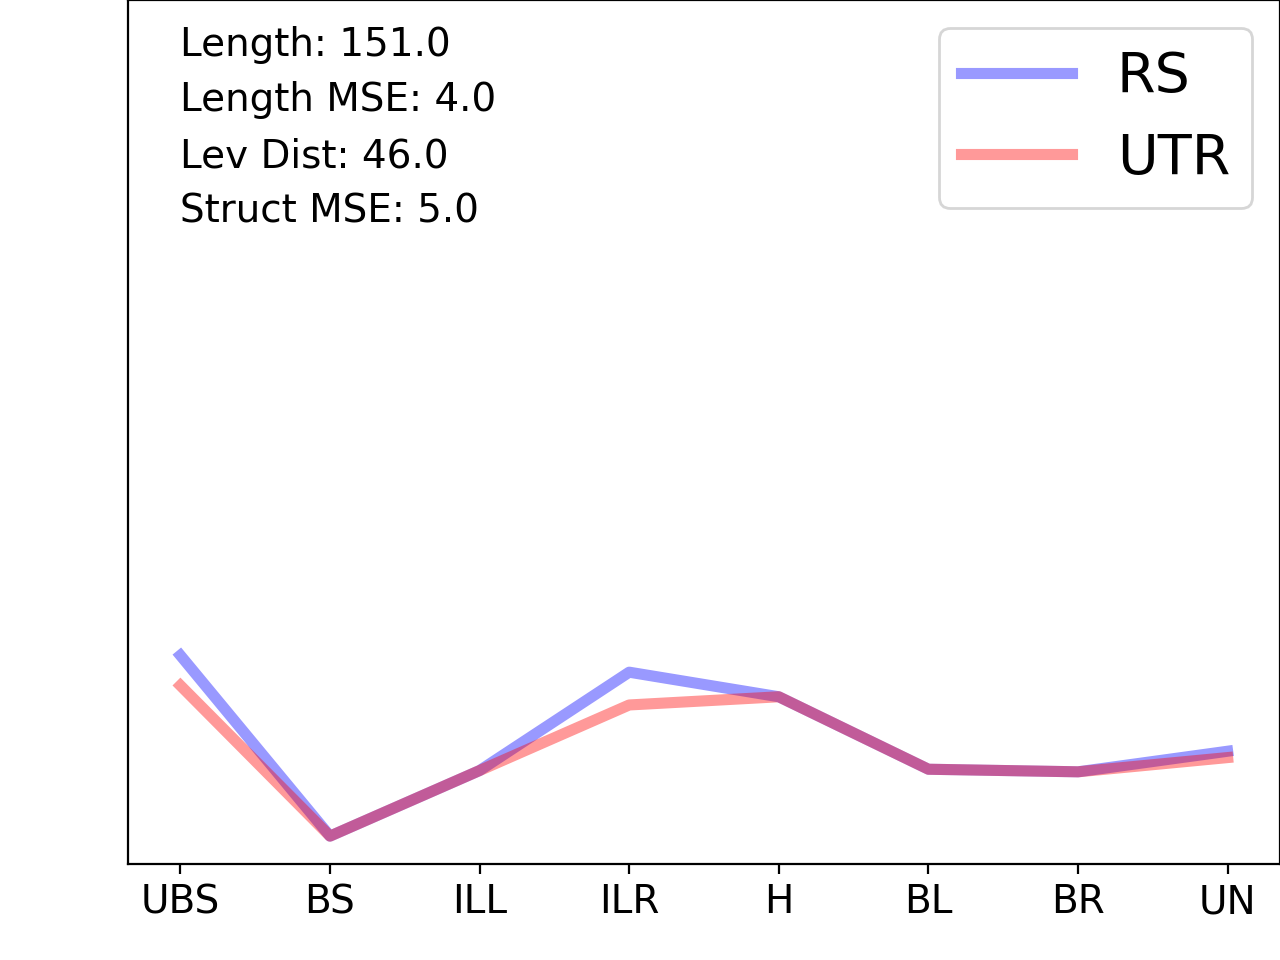 Length: 151.0
Length MSE: 4.0
Lev Dist: 46.0
Struct MSE: 5.0
RS
UTR
UBS BS ILL ILR H BL BR UN